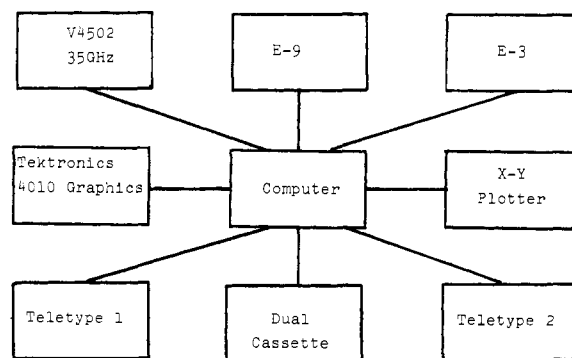 V4502
35GHz
E-9
E-3
Tektronics
4010 Graphics
Computer
X-Y
Plotter
Teletype 1
Dual
Cassette
Teletype 2